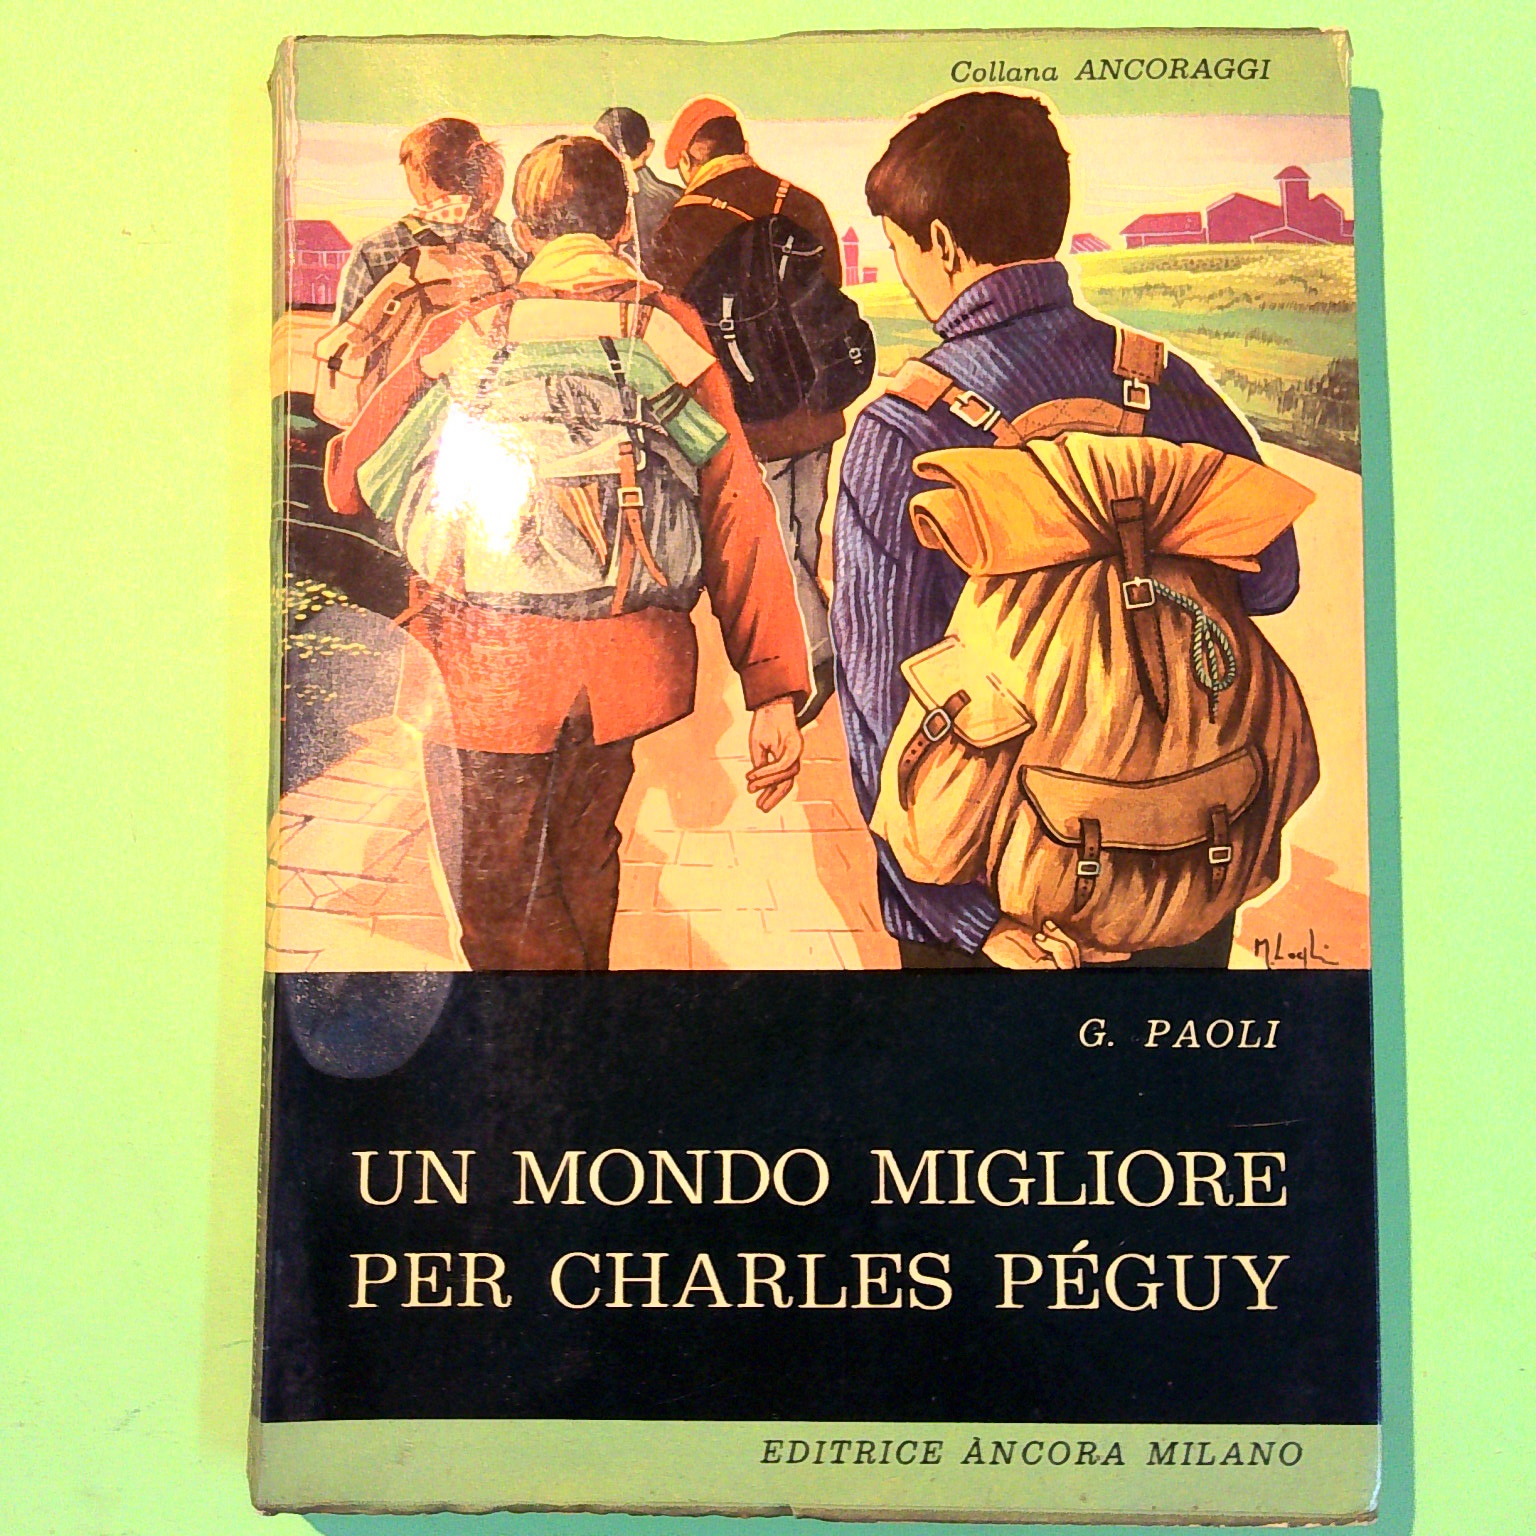 Collana ANCORAGGI
G. PAOLI
UN MONDO MIGLIORE
PER CHARLES PÉGUY
EDITRICE ÀNCORA MILANO